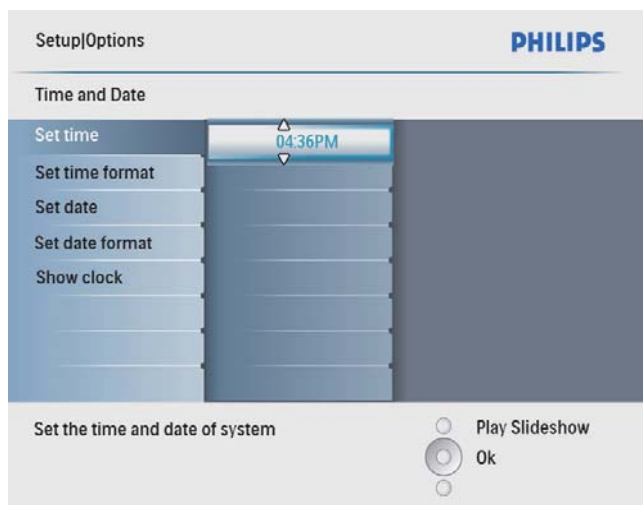 Setup|Options
PHILIPS
Time and Date
Set time
04:36PM
Set time format
Set date
Set date format
Show clock
Set the time and date of system
Play Slideshow
Ok